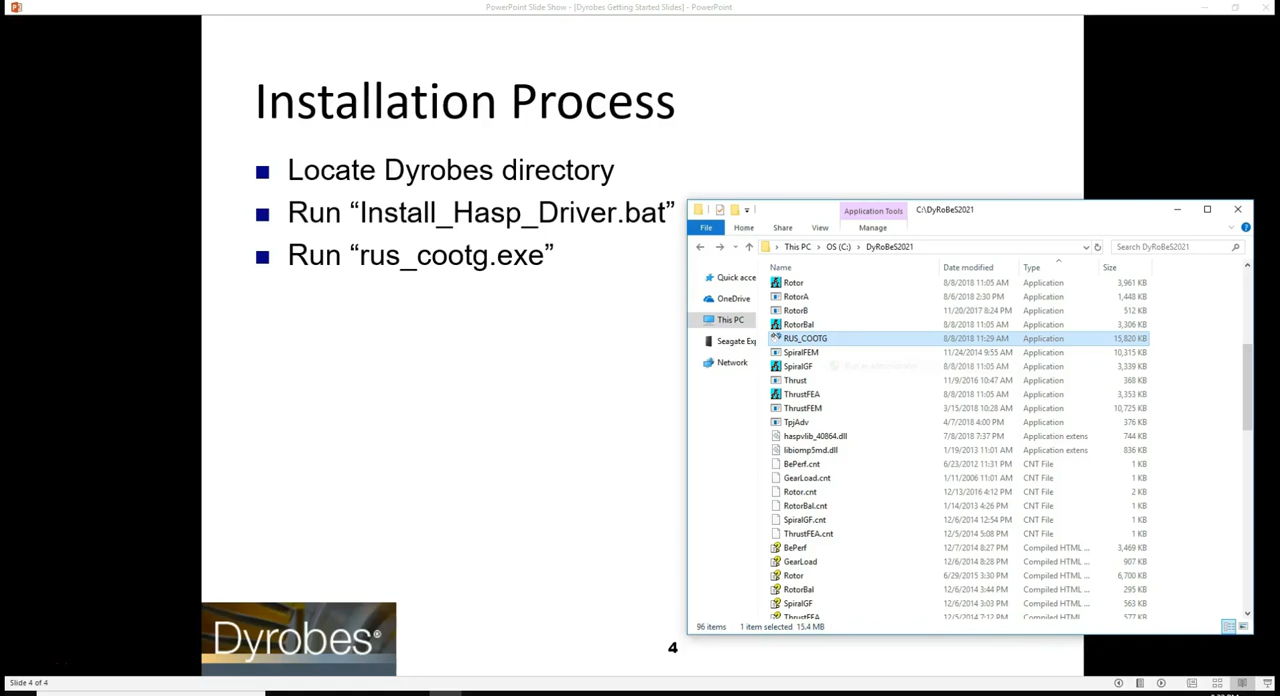 PowerPoint Slide Show - [Dyrobes Getting Started Slides] - PowerPoint
Installation Process
Locate Dyrobes directory
Run “Install_Hasp_Driver.bat”
Run “rus_cootg.exe”
Application Tools
C:\DyRoBeS2021
File Home Share View Manage
This PC OS (C:) DyRoBeS2021
Search DyRoBeS2021
Quick acce
OneDrive
This PC
Seagate Exp
Network
Name Date modified Type Size
Rotor 8/8/2018 11:05 AM Application 3,961 KB
RotorA 8/6/2018 2:30 PM Application 1,448 KB
RotorB 11/20/2017 8:24 PM Application 512 KB
RotorBal 8/8/2018 11:05 AM Application 3,306 KB
RUS_COOTG 8/8/2018 11:29 AM Application 15,820 KB
SpiralFEM 11/24/2014 9:55 AM Application 10,315 KB
SpiralGF 8/8/2018 11:05 AM Application 3,339 KB
Thrust 11/9/2016 10:47 AM Application 368 KB
ThrustFEA 8/8/2018 11:05 AM Application 3,353 KB
ThrustFEM 3/15/2018 10:28 AM Application 10,725 KB
TpjAdv 4/7/2018 4:00 PM Application 376 KB
haspvlib_40864.dll 7/8/2018 7:37 PM Application extens 744 KB
libiomp5md.dll 1/19/2013 11:01 AM Application extens 836 KB
BePerf.cnt 6/23/2012 11:31 PM CNT File 1 KB
GearLoad.cnt 1/11/2006 11:01 AM CNT File 1 KB
Rotor.cnt 12/13/2016 4:12 PM CNT File 2 KB
RotorBal.cnt 1/14/2013 4:26 PM CNT File 1 KB
SpiralGF.cnt 12/6/2014 12:54 PM CNT File 1 KB
ThrustFEA.cnt 12/5/2014 5:08 PM CNT File 1 KB
BePerf 12/7/2014 8:27 PM Compiled HTML ... 3,469 KB
GearLoad 12/6/2014 8:28 PM Compiled HTML ... 907 KB
Rotor 6/29/2015 3:30 PM Compiled HTML ... 6,700 KB
RotorBal 12/6/2014 3:44 PM Compiled HTML ... 295 KB
SpiralGF 12/6/2014 3:03 PM Compiled HTML ... 563 KB
ThrustFEA 12/5/2014 7:12 PM Compiled HTML ... 577 KB
96 items 1 item selected 15.4 MB
Dyrobes®
4
Slide 4 of 4